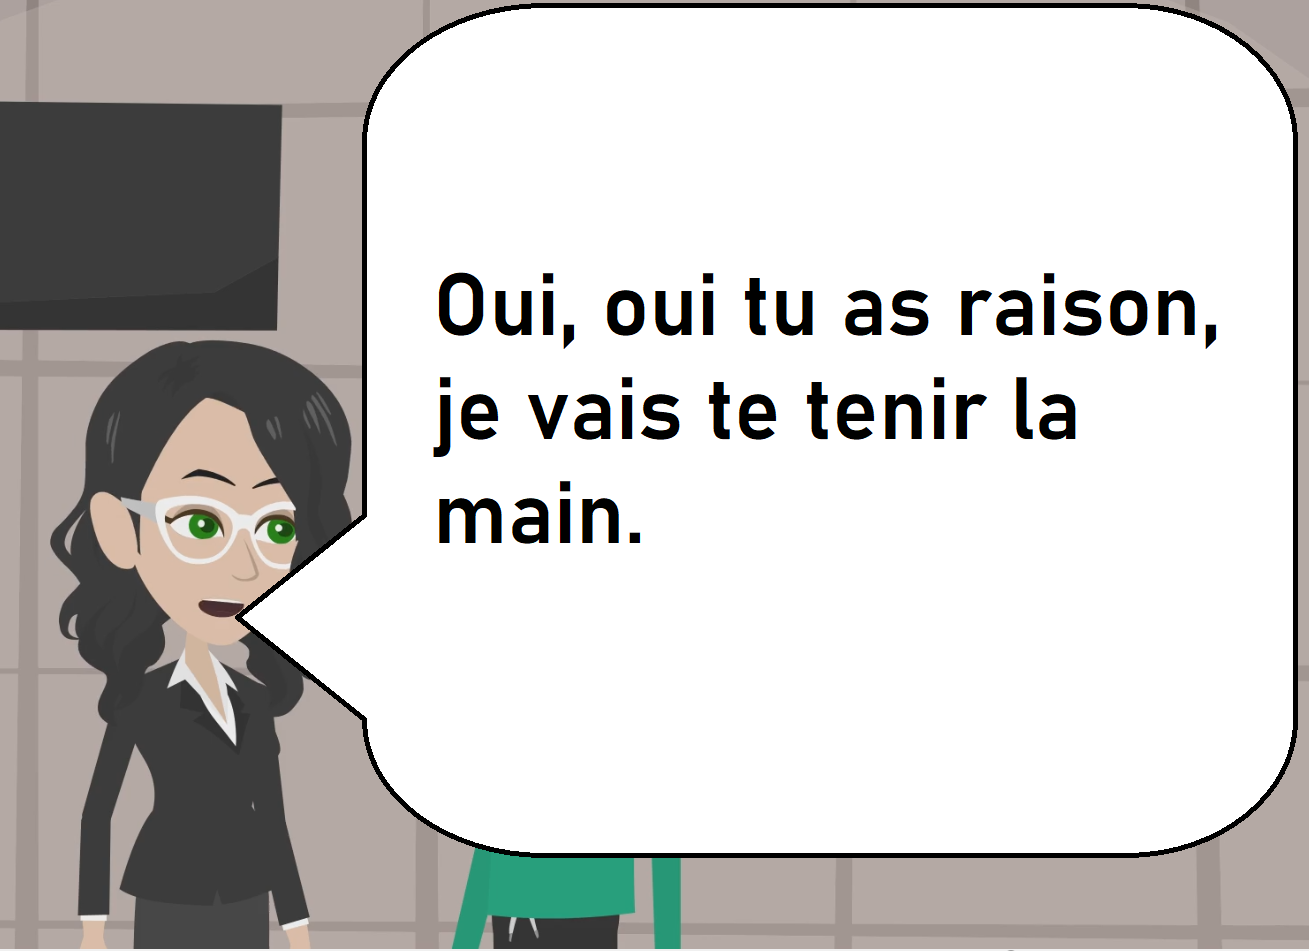 Oui, oui tu as raison,
je vais te tenir la
main.